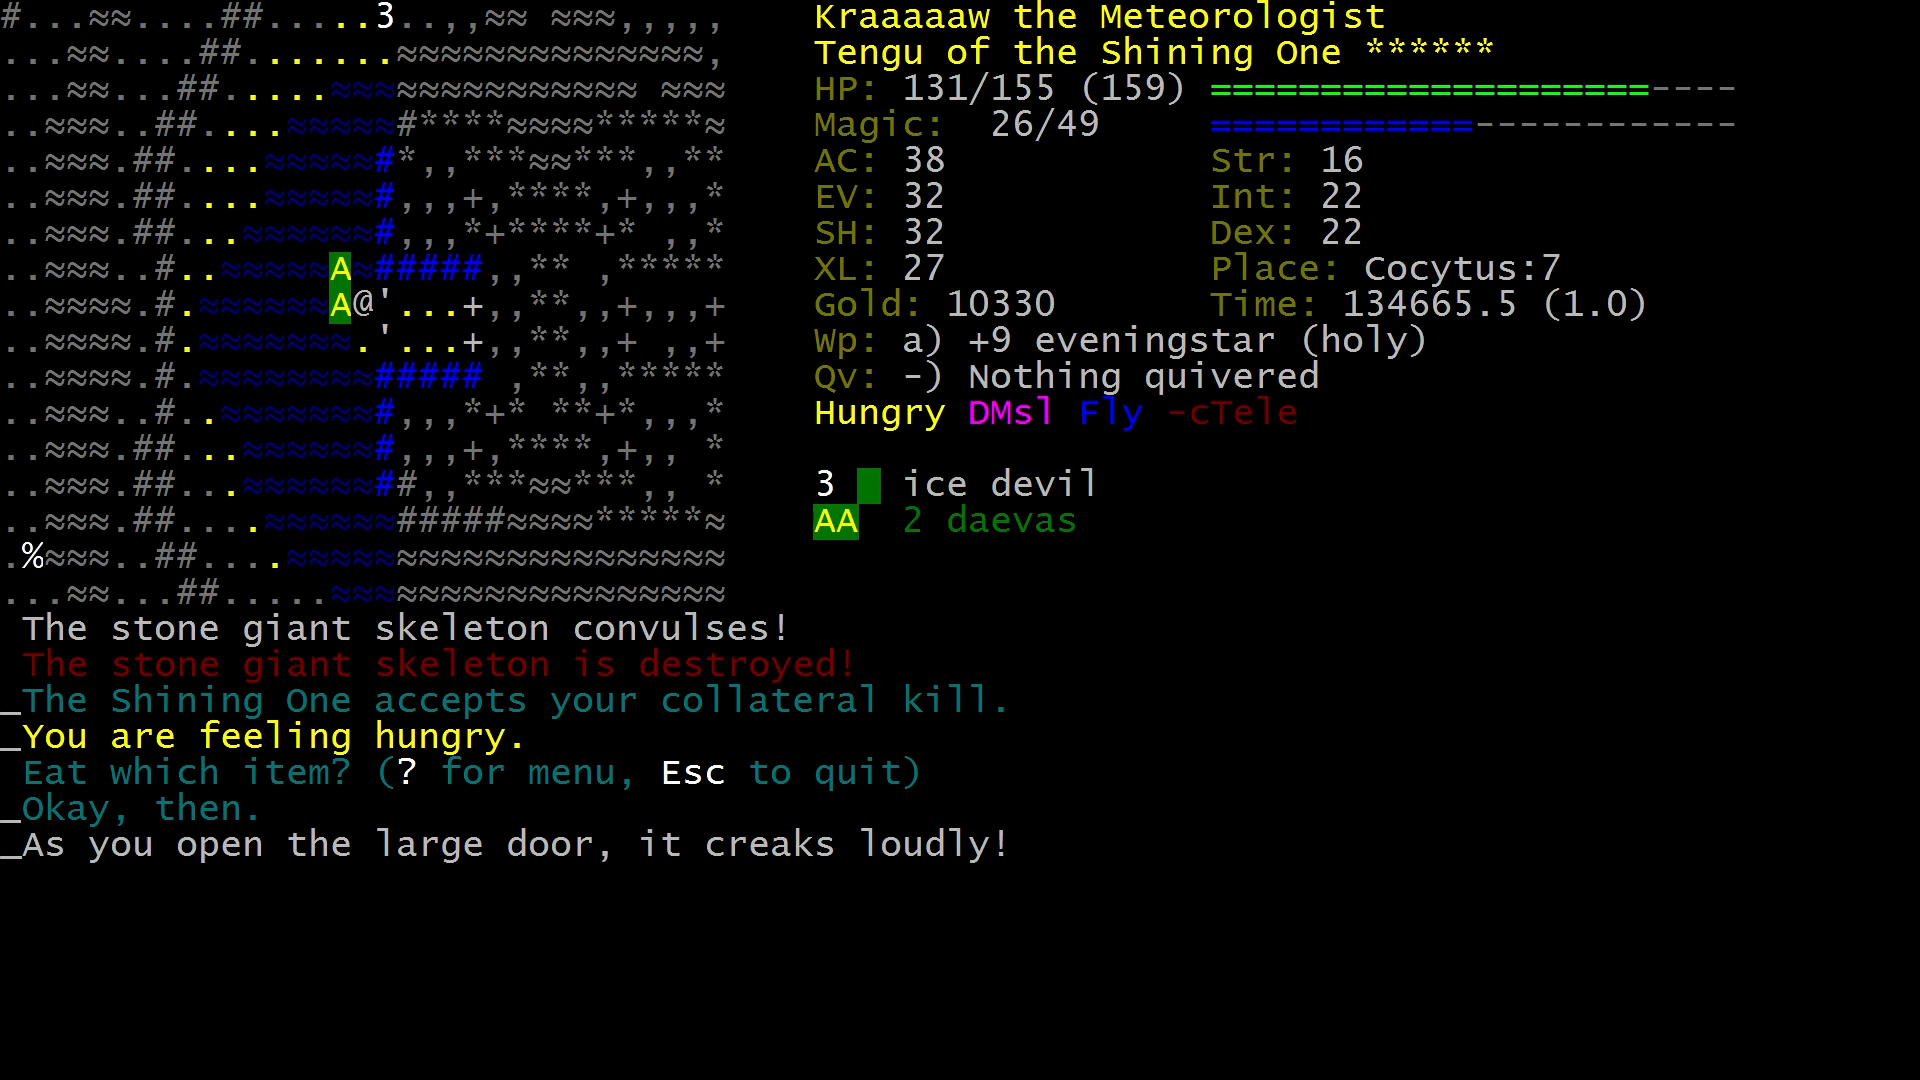 #...≈≈....##.....
..3..,,≈≈ ≈≈≈,,,,,
Kraaaaaw the Meteorologist
Tengu of the Shining One ******
HP: 131/155 (159) ====================----
Magic: 26/49 ============------------
AC: 38 Str: 16
EV: 32 Int: 22
SH: 32 Dex: 22
XL: 27 Place: Cocytus:7
Gold: 10330 Time: 134665.5 (1.0)
Wp: a) +9 eveningstar (holy)
Qv: -) Nothing quivered
Hungry DMsl Fly -cTele
3 ice devil
AA 2 daevas
The stone giant skeleton convulses!
The stone giant skeleton is destroyed!
_The Shining One accepts your collateral kill.
_You are feeling hungry.
Eat which item? (? for menu, Esc to quit)
_Okay, then.
_As you open the large door, it creaks loudly!